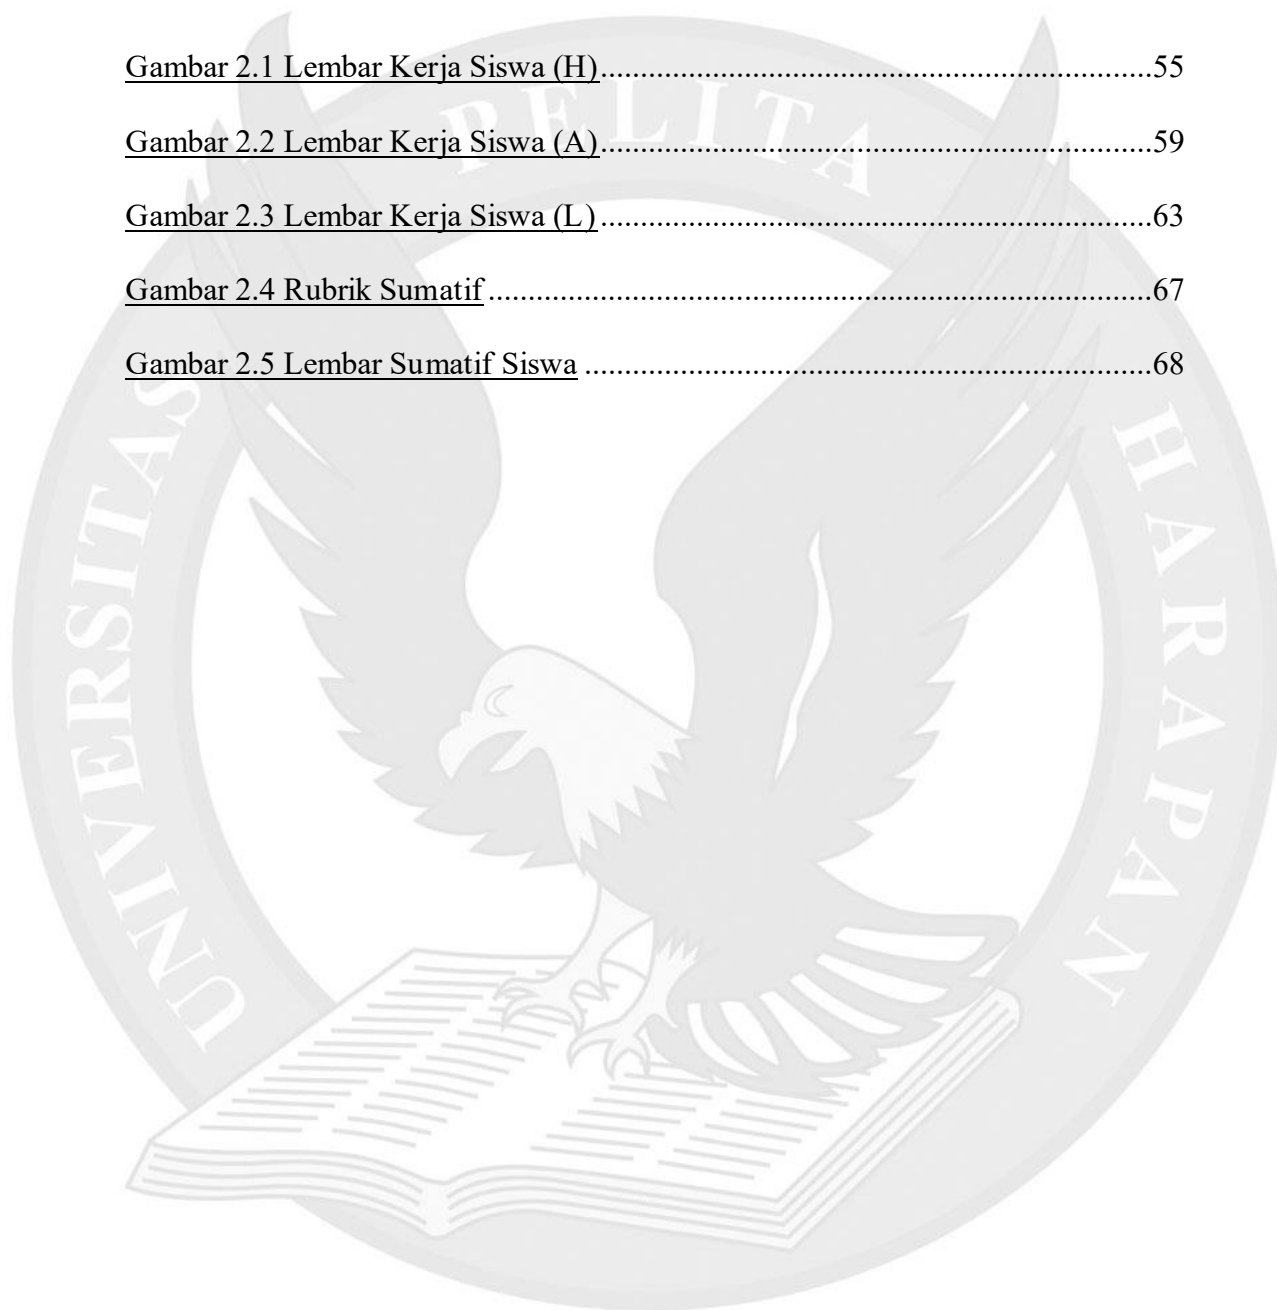 Gambar 2.1 Lembar Kerja Siswa (H)......................................................................55
Gambar 2.2 Lembar Kerja Siswa (A)......................................................................59
Gambar 2.3 Lembar Kerja Siswa (L)......................................................................63
Gambar 2.4 Rubrik Sumatif....................................................................................67
Gambar 2.5 Lembar Sumatif Siswa........................................................................68
UNIVERSITAS PELITA HARAPAN